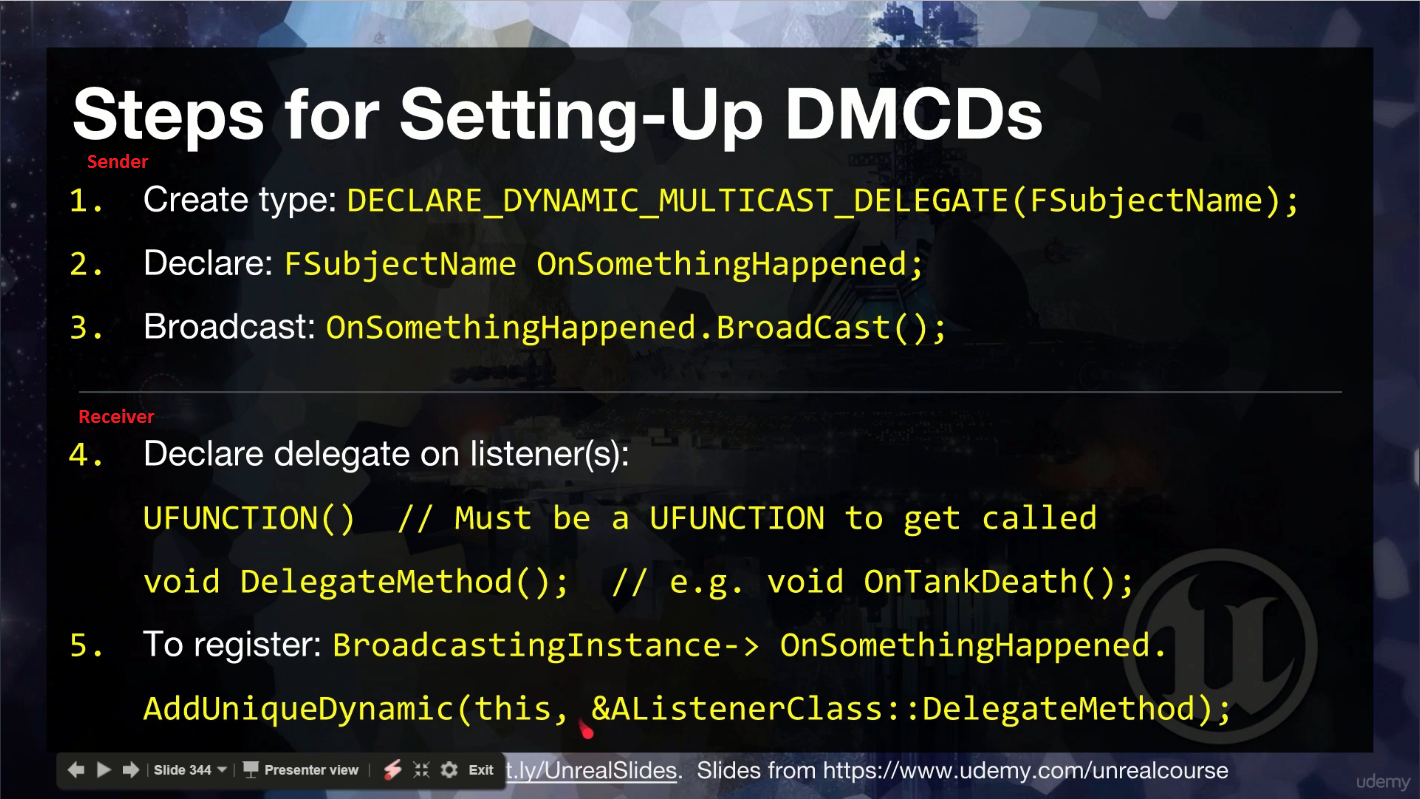 Steps for Setting-Up DMCDs
Sender
1. Create type: DECLARE_DYNAMIC_MULTICAST_DELEGATE(FSubjectName);
2. Declare: FSubjectName OnSomethingHappened;
3. Broadcast: OnSomethingHappened.BroadCast();
Receiver
4. Declare delegate on listener(s):
UFUNCTION() // Must be a UFUNCTION to get called
void DelegateMethod(); // e.g. void OnTankDeath();
5. To register: BroadcastingInstance-> OnSomethingHappened.
AddUniqueDynamic(this, &AListenerClass::DelegateMethod);
Slide 344 Presenter view Exit t.ly/UnrealSlides. Slides from https://www.udemy.com/unrealcourse
udemy